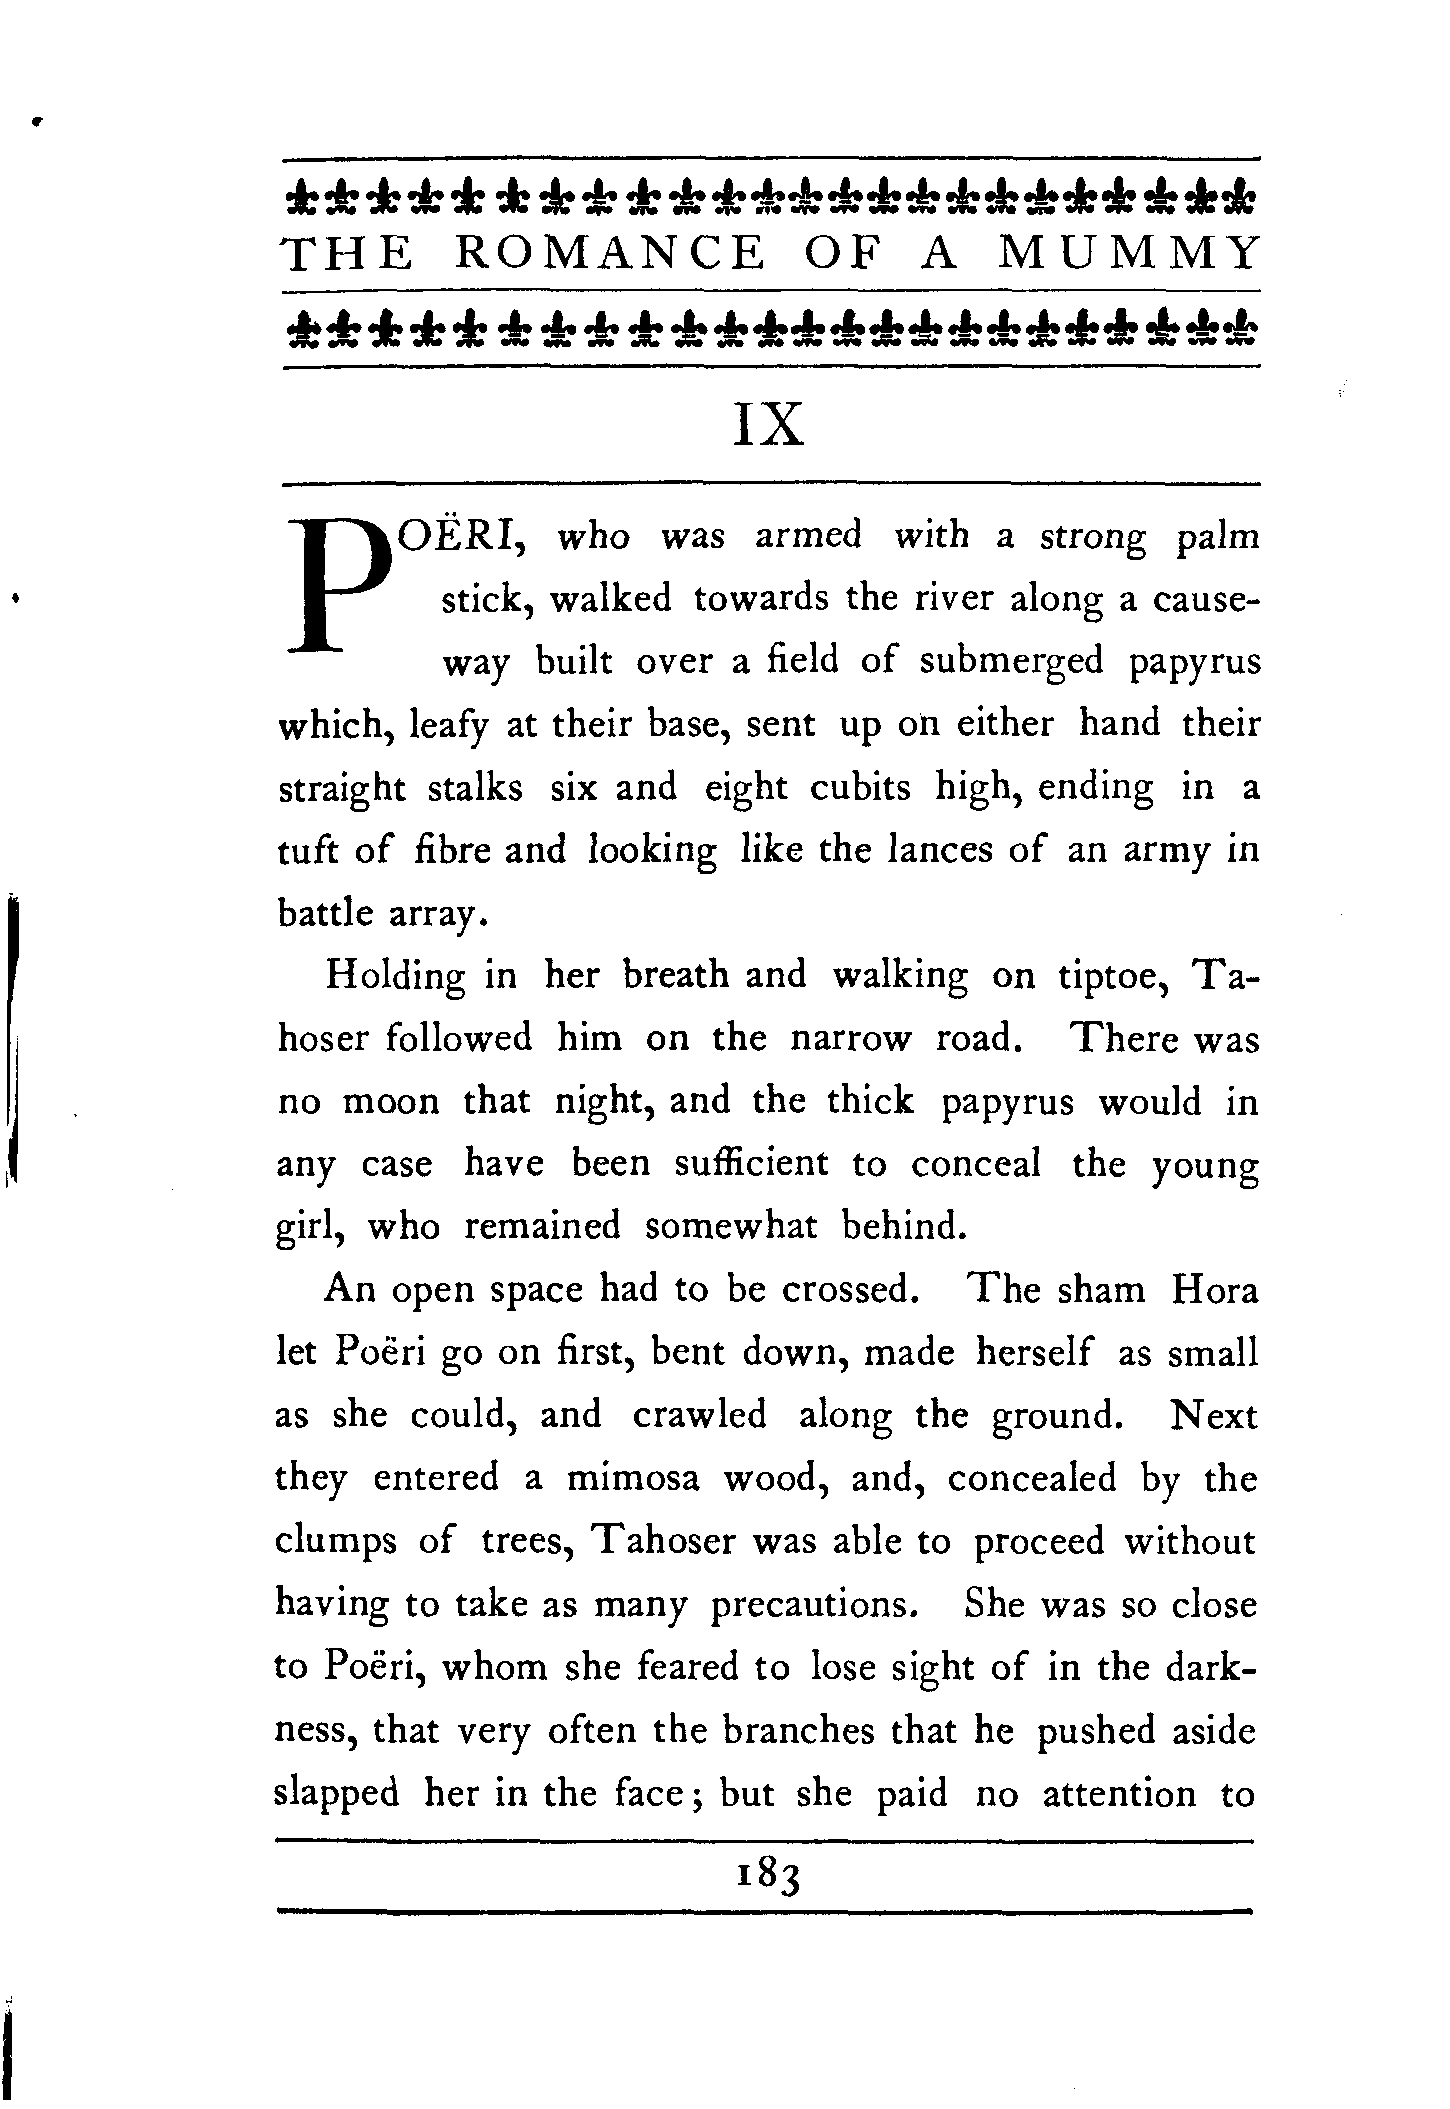 THE ROMANCE OF A MUMMY
IX
POËRI, who was armed with a strong palm
stick, walked towards the river along a cause-
way built over a field of submerged papyrus
which, leafy at their base, sent up on either hand their
straight stalks six and eight cubits high, ending in a
tuft of fibre and looking like the lances of an army in
battle array.
Holding in her breath and walking on tiptoe, Ta-
hoser followed him on the narrow road. There was
no moon that night, and the thick papyrus would in
any case have been sufficient to conceal the young
girl, who remained somewhat behind.
An open space had to be crossed. The sham Hora
let Poëri go on first, bent down, made herself as small
as she could, and crawled along the ground. Next
they entered a mimosa wood, and, concealed by the
clumps of trees, Tahoser was able to proceed without
having to take as many precautions. She was so close
to Poëri, whom she feared to lose sight of in the dark-
ness, that very often the branches that he pushed aside
slapped her in the face; but she paid no attention to
183